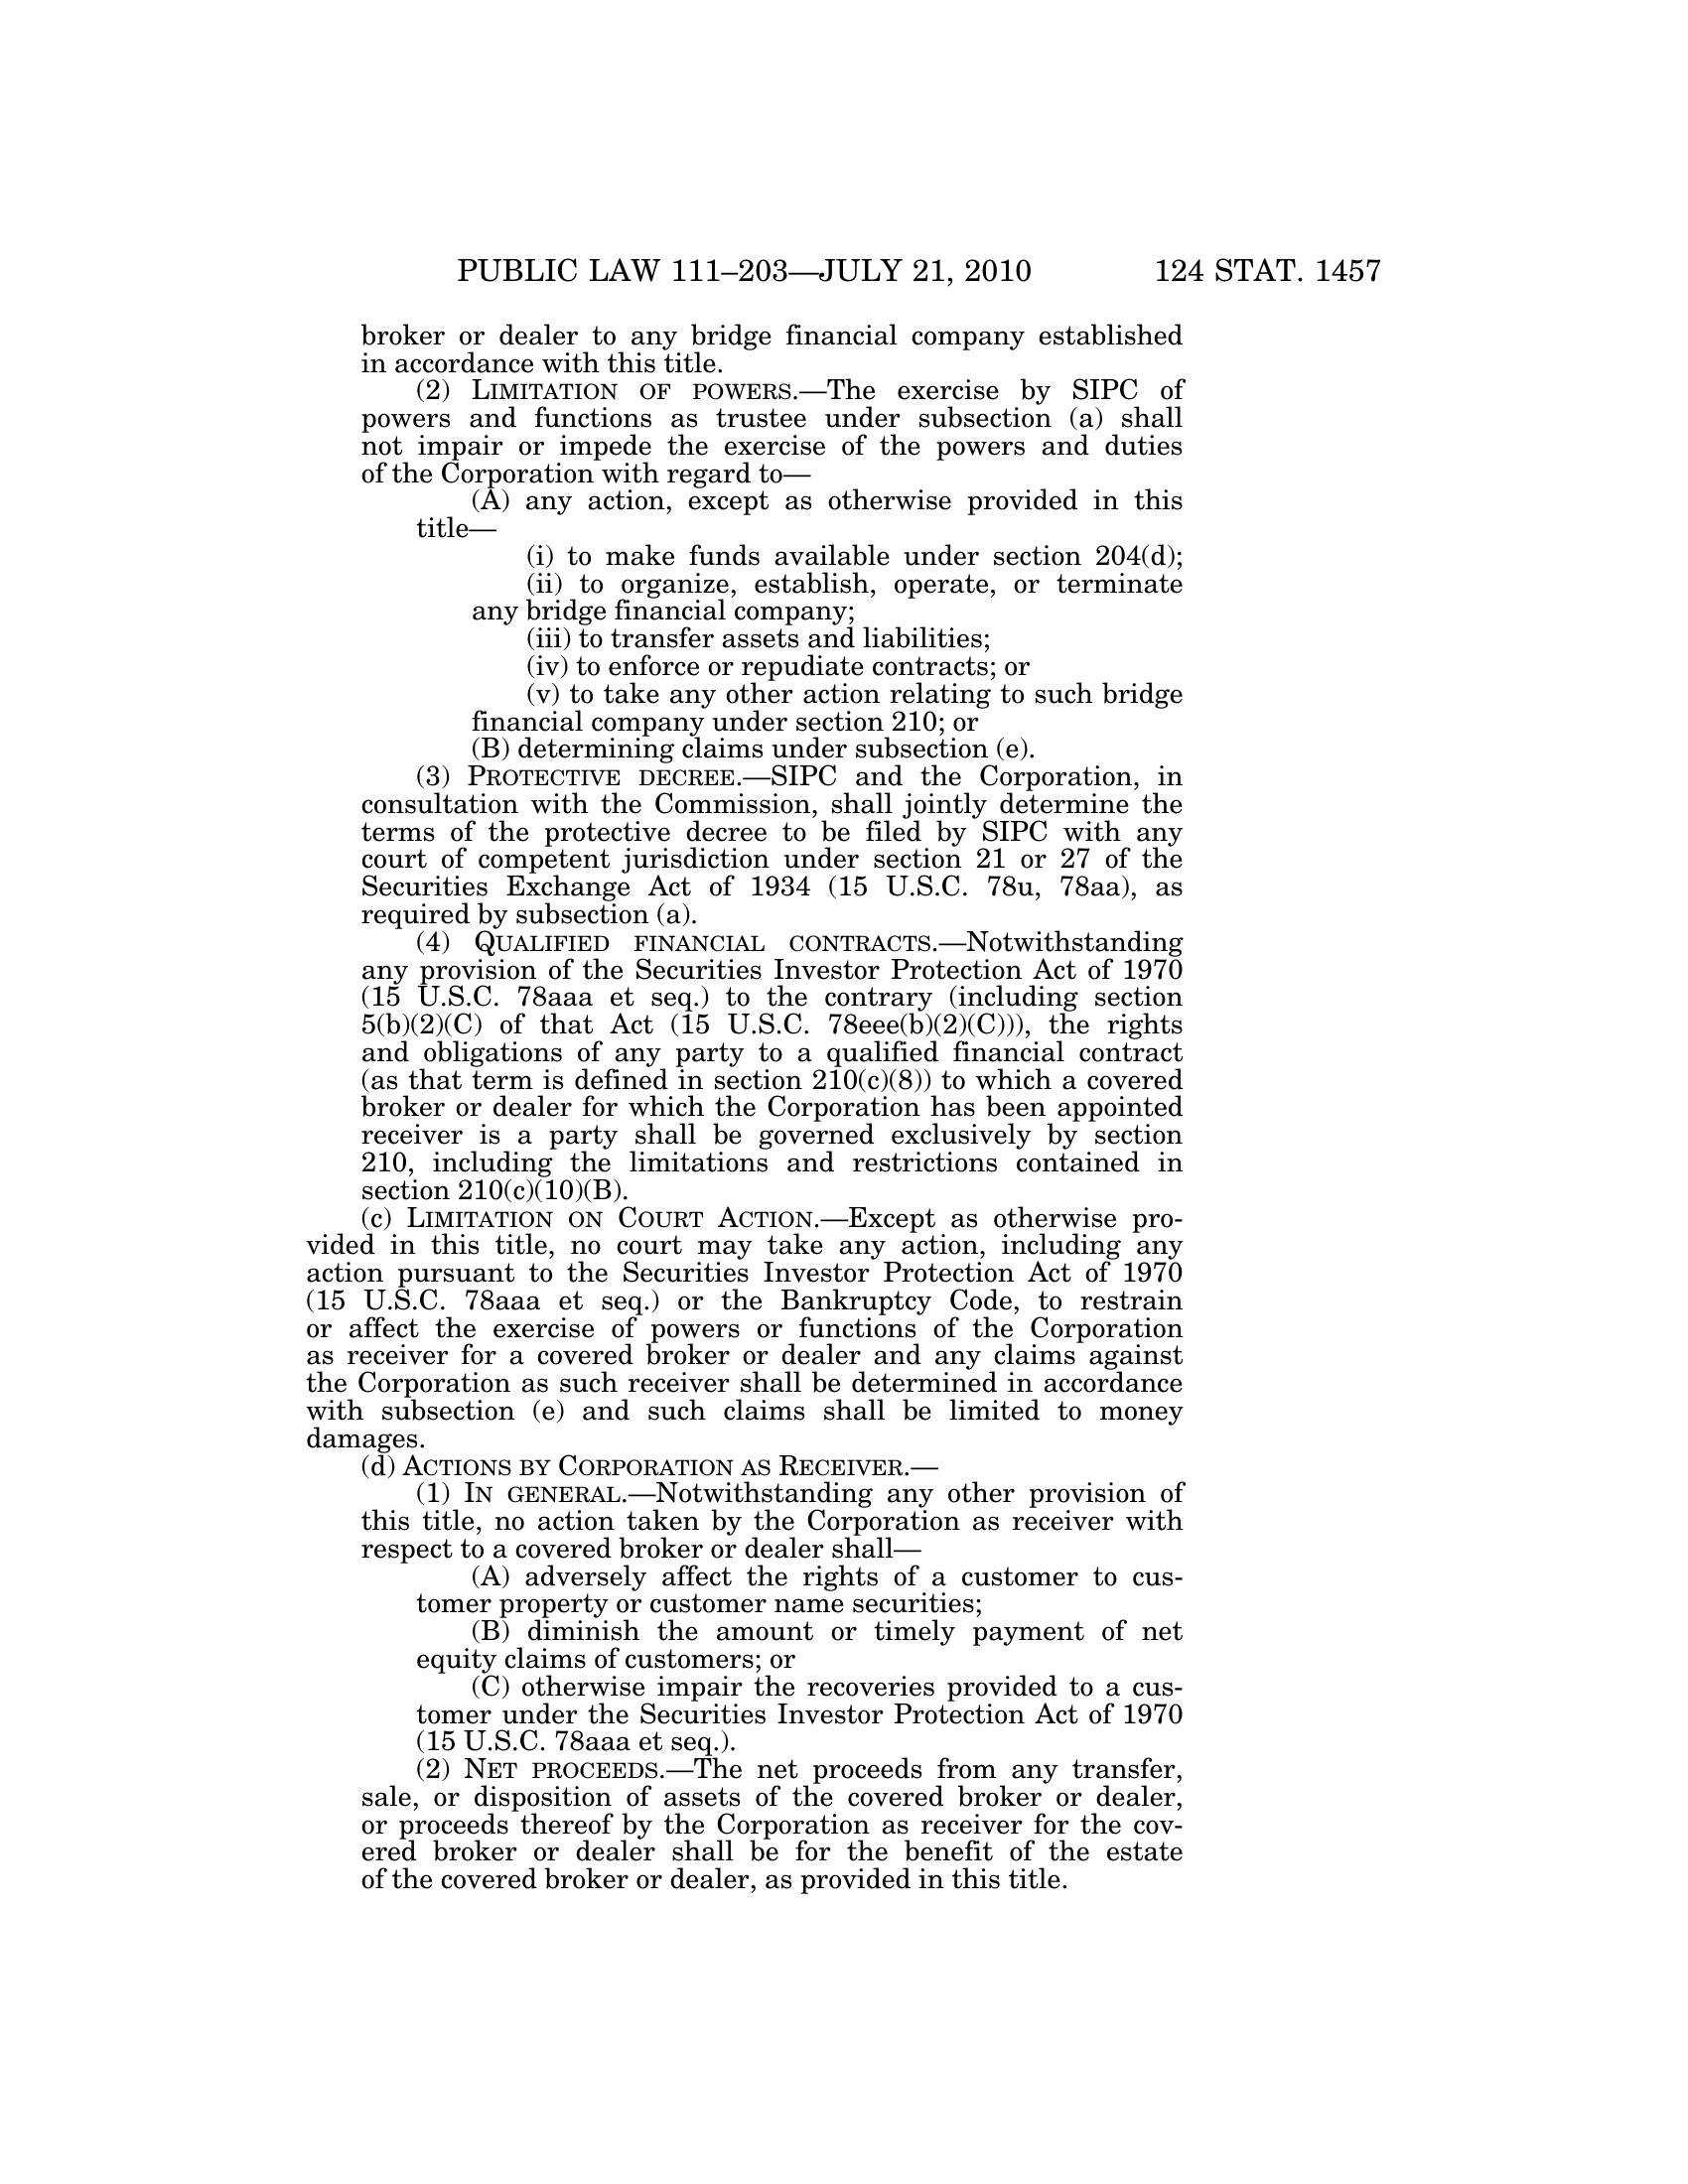 PUBLIC LAW 111–203—JULY 21, 2010 124 STAT. 1457
broker or dealer to any bridge financial company established
in accordance with this title.
(2) LIMITATION OF POWERS.—The exercise by SIPC of
powers and functions as trustee under subsection (a) shall
not impair or impede the exercise of the powers and duties
of the Corporation with regard to—
(A) any action, except as otherwise provided in this
title—
(i) to make funds available under section 204(d);
(ii) to organize, establish, operate, or terminate
any bridge financial company;
(iii) to transfer assets and liabilities;
(iv) to enforce or repudiate contracts; or
(v) to take any other action relating to such bridge
financial company under section 210; or
(B) determining claims under subsection (e).
(3) PROTECTIVE DECREE.—SIPC and the Corporation, in
consultation with the Commission, shall jointly determine the
terms of the protective decree to be filed by SIPC with any
court of competent jurisdiction under section 21 or 27 of the
Securities Exchange Act of 1934 (15 U.S.C. 78u, 78aa), as
required by subsection (a).
(4) QUALIFIED FINANCIAL CONTRACTS.—Notwithstanding
any provision of the Securities Investor Protection Act of 1970
(15 U.S.C. 78aaa et seq.) to the contrary (including section
5(b)(2)(C) of that Act (15 U.S.C. 78eee(b)(2)(C))), the rights
and obligations of any party to a qualified financial contract
(as that term is defined in section 210(c)(8)) to which a covered
broker or dealer for which the Corporation has been appointed
receiver is a party shall be governed exclusively by section
210, including the limitations and restrictions contained in
section 210(c)(10)(B).
(c) LIMITATION ON COURT ACTION.—Except as otherwise pro-
vided in this title, no court may take any action, including any
action pursuant to the Securities Investor Protection Act of 1970
(15 U.S.C. 78aaa et seq.) or the Bankruptcy Code, to restrain
or affect the exercise of powers or functions of the Corporation
as receiver for a covered broker or dealer and any claims against
the Corporation as such receiver shall be determined in accordance
with subsection (e) and such claims shall be limited to money
damages.
(d) ACTIONS BY CORPORATION AS RECEIVER.—
(1) IN GENERAL.—Notwithstanding any other provision of
this title, no action taken by the Corporation as receiver with
respect to a covered broker or dealer shall—
(A) adversely affect the rights of a customer to cus-
tomer property or customer name securities;
(B) diminish the amount or timely payment of net
equity claims of customers; or
(C) otherwise impair the recoveries provided to a cus-
tomer under the Securities Investor Protection Act of 1970
(15 U.S.C. 78aaa et seq.).
(2) NET PROCEEDS.—The net proceeds from any transfer,
sale, or disposition of assets of the covered broker or dealer,
or proceeds thereof by the Corporation as receiver for the cov-
ered broker or dealer shall be for the benefit of the estate
of the covered broker or dealer, as provided in this title.